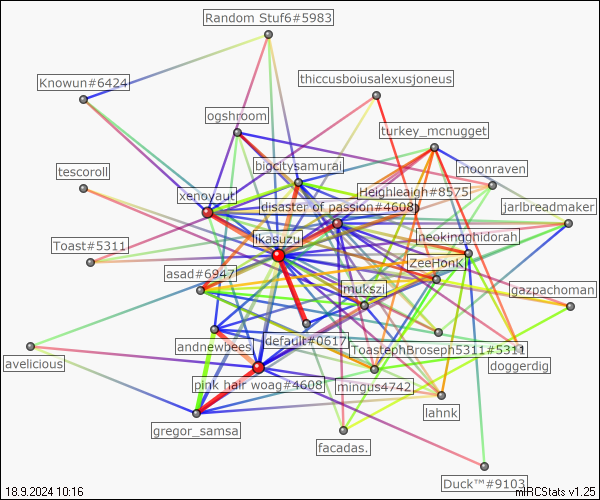 Random Stuf6#5983
Knowun#6424
thiccusboiusalexusjoneus
ogshroom
turkey_mcnugget
bigcitysamurai
moonraven
tescoroll
xenoyaut
Heighleaigh#8575
disaster of passion#4608
jarlbreadmaker
Toast#5311
ikasuzu
neokingghidorah
asad#6947
ZeeHonk
mukszi
gazpachoman
avelicious
andnewbees
default#0617
ToastephBroseph5311#5311
doggerdig
pink hair woag#4608
mingus4742
lahnk
gregor_samsa
facadas.
Duck™#9103
18.9.2024 10:16
mIRCStats v1.25